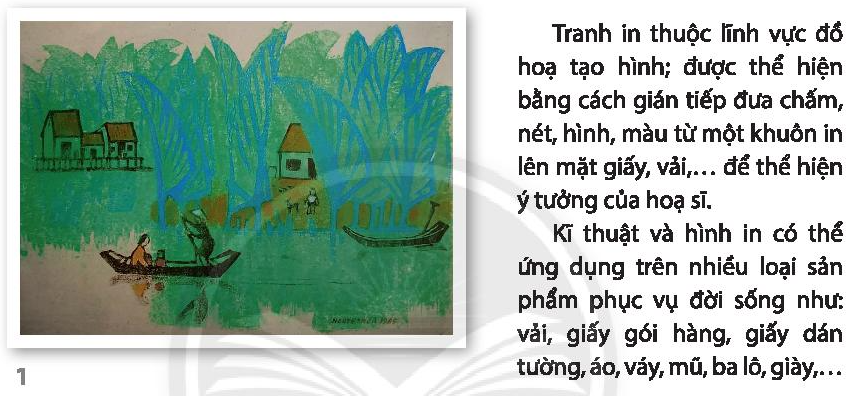 Tranh in thuộc lĩnh vực đồ
hoạ tạo hình; được thể hiện
bằng cách gián tiếp đưa chấm,
nét, hình, màu từ một khuôn in
lên mặt giấy, vải,... để thể hiện
ý tưởng của hoạ sĩ.
Kĩ thuật và hình in có thể
ứng dụng trên nhiều loại sản
phẩm phục vụ đời sống như:
vải, giấy gói hàng, giấy dán
tường, áo, váy, mũ, ba lô, giày,...
1